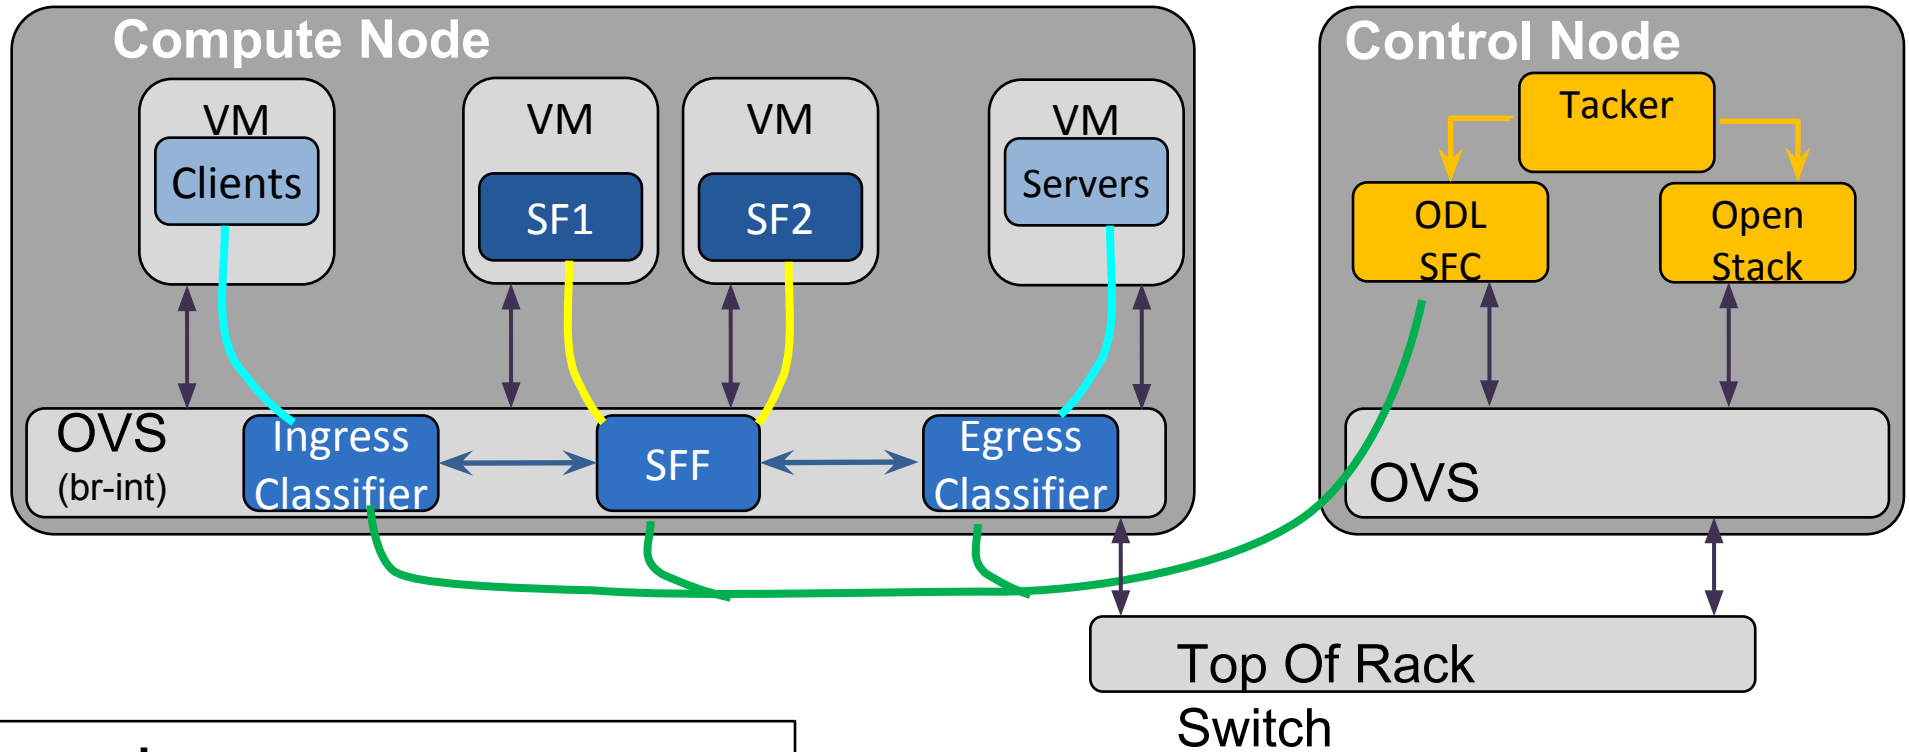 Compute Node
VM
Clients
VM
SF1
VM
SF2
VM
Servers
OVS
(br-int)
Ingress
Classifier
SFF
Egress
Classifier
Control Node
Tacker
ODL
SFC
Open
Stack
OVS
Top Of Rack
Switch